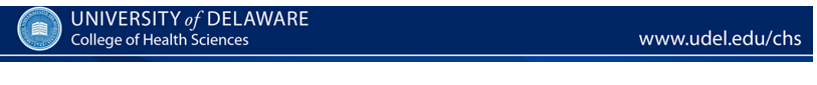 UNIVERSITY of DELAWARE
College of Health Sciences
www.udel.edu/chs